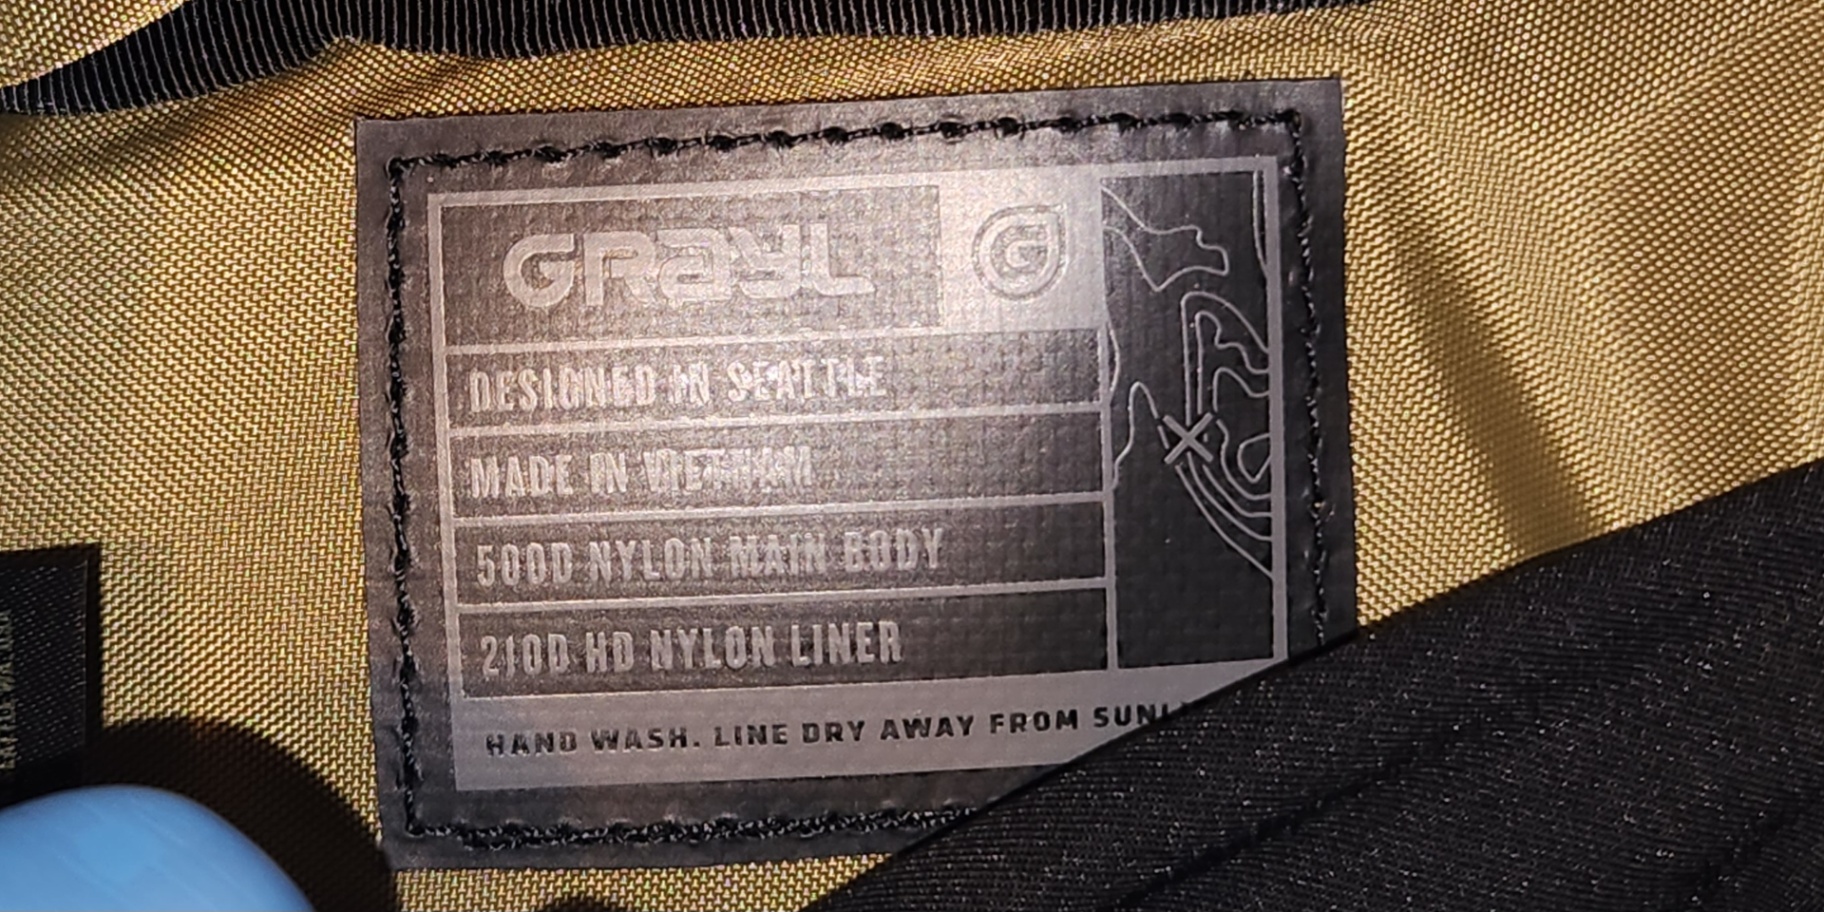 GRAYL
DESIGNED IN SEATTLE
MADE IN VIETNAM
500D NYLON MAIN BODY
210D HD NYLON LINER
HAND WASH. LINE DRY AWAY FROM